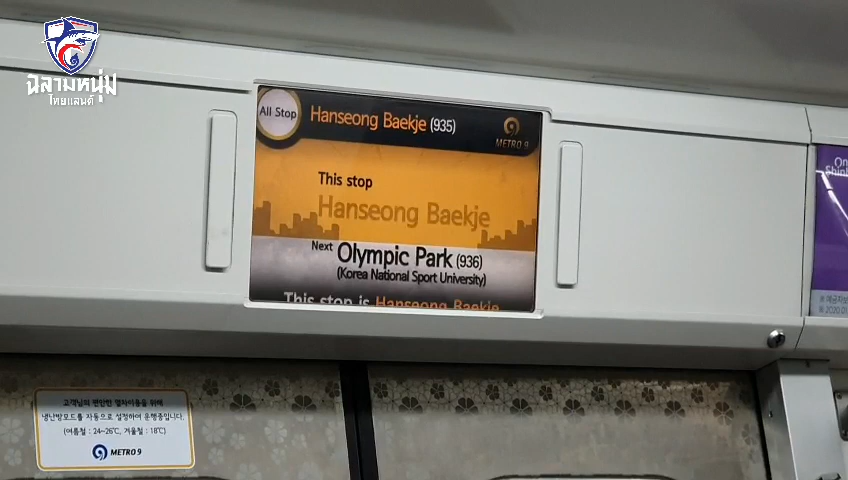 ฉลามหนุ่ม
ไทยแลนด์
All Stop
Hanseong Baekje (935)
METRO 9
This stop
Hanseong Baekje
Next Olympic Park (936)
(Korea National Sport University)
This stop is Hanseong Baekje
On
Shin
2020.01
고객님의 편안한 열차이용을 위해
냉난방모드를 자동으로 설정하여 운행중입니다.
(여름철 : 24~26℃, 겨울철 : 18℃)
METRO 9